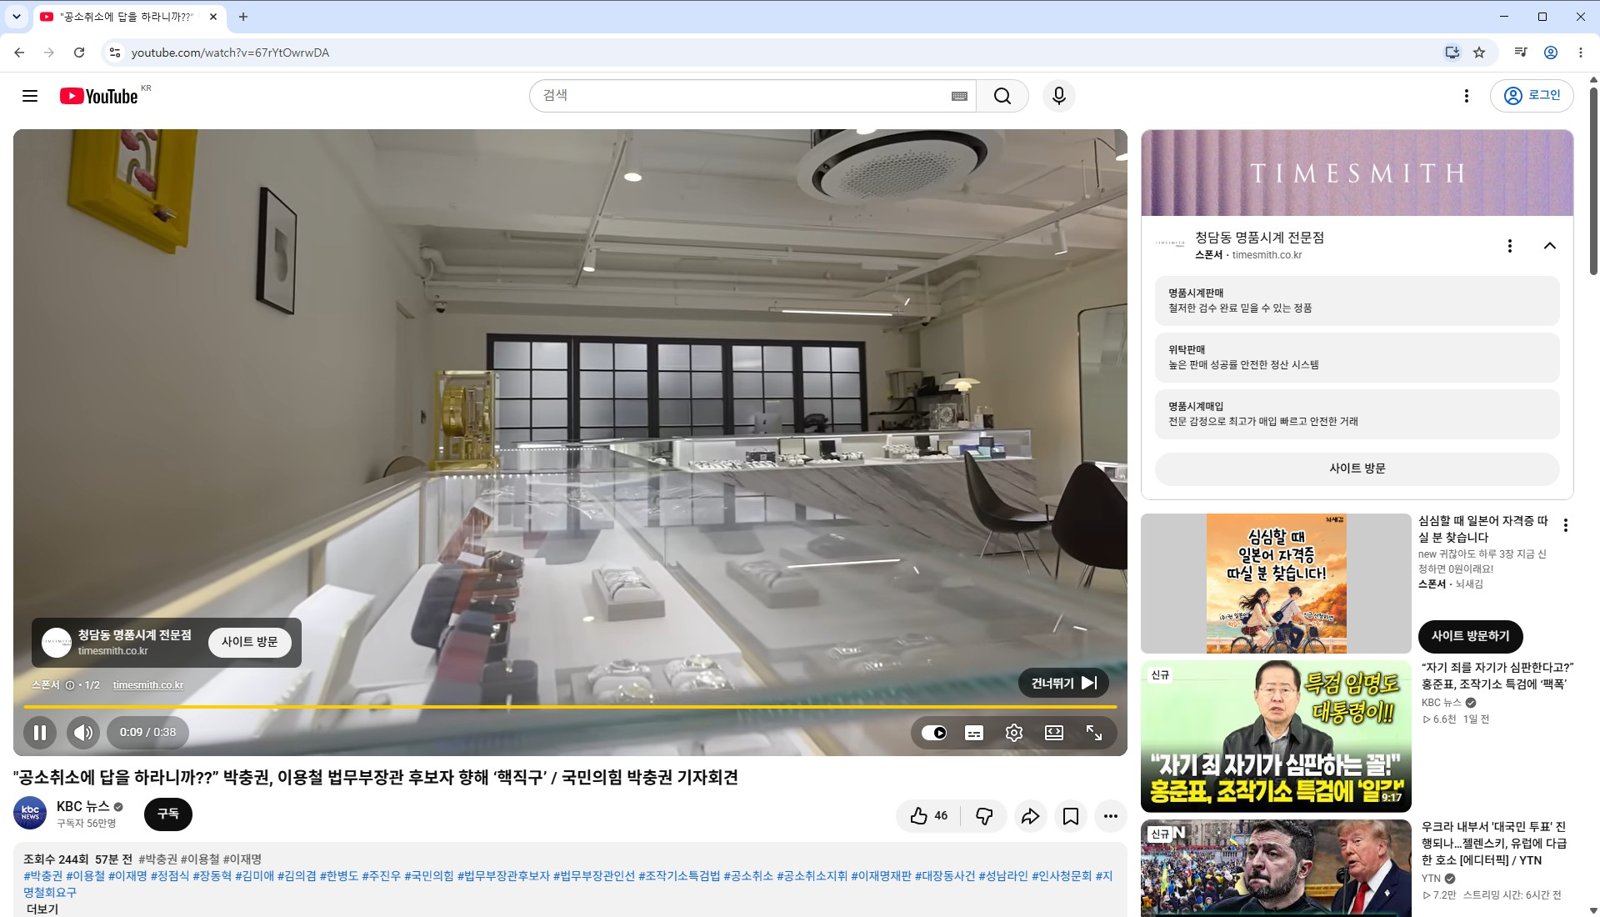 "공소취소에 답을 하라니까??"
youtube.com/watch?v=67rYtOwrwDA
YouTube KR
검색
로그인
청담동 명품시계 전문점
timesmith.co.kr
사이트 방문
스폰서 · 1/2 timesmith.co.kr
건너뛰기
0:09 / 0:38
"공소취소에 답을 하라니까??” 박충권, 이용철 법무부장관 후보자 향해 ‘핵직구’ / 국민의힘 박충권 기자회견
kbc NEWS
KBC 뉴스
구독자 56만명
구독
46
조회수 244회 57분 전 #박충권 #이용철 #이재명
#박충권 #이용철 #이재명 #정점식 #장동혁 #김미애 #김의겸 #한병도 #주진우 #국민의힘 #법무부장관후보자 #법무부장관인선 #조작기소특검법 #공소취소 #공소취소지휘 #이재명재판 #대장동사건 #성남라인 #인사청문회 #지
명철회요구
더보기
TIMESMITH
청담동 명품시계 전문점
스폰서 · timesmith.co.kr
명품시계판매
철저한 검수 완료 믿을 수 있는 정품
위탁판매
높은 판매 성공률 안전한 정산 시스템
명품시계매입
전문 감정으로 최고가 매입 빠르고 안전한 거래
사이트 방문
뇌새김
심심할 때
일본어 자격증
따실 분 찾습니다!
심심할 때 일본어 자격증 따
실 분 찾습니다
new 귀찮아도 하루 3장 지금 신
청하면 0원이래요!
스폰서 · 뇌새김
사이트 방문하기
신규
특검 임명도
대통령이!!
“자기 죄 자기가 심판하는 꼴!”
홍준표, 조작기소 특검에 ‘일갈’
9:17
“자기 죄를 자기가 심판한다고?”
홍준표, 조작기소 특검에 ‘팩폭’
KBC 뉴스
6.6천 1일 전
신규
우크라 내부서 '대국민 투표' 진
행되나...젤렌스키, 유럽에 다급
한 호소 [에디터픽] / YTN
YTN
7.2만 스트리밍 시간: 6시간 전